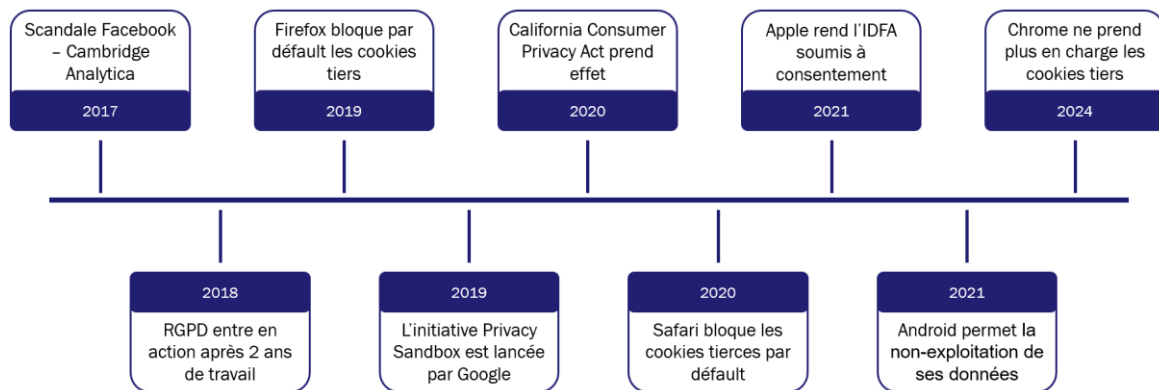 Scandale Facebook
– Cambridge
Analytica
2017
Firefox bloque par
défault les cookies
tiers
2019
California Consumer
Privacy Act prend
effet
2020
Apple rend l'IDFA
soumis à
consentement
2021
Chrome ne prend
plus en charge les
cookies tiers
2024
2018
RGPD entre en
action après 2 ans
de travail
2019
L'initiative Privacy
Sandbox est lancée
par Google
2020
Safari bloque les
cookies tierces par
défault
2021
Android permet la
non-exploitation de
ses données